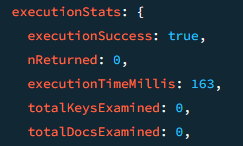 executionStats: {
executionSuccess: true,
nReturned: 0,
executionTimeMillis: 163,
totalKeysExamined: 0,
totalDocsExamined: 0,